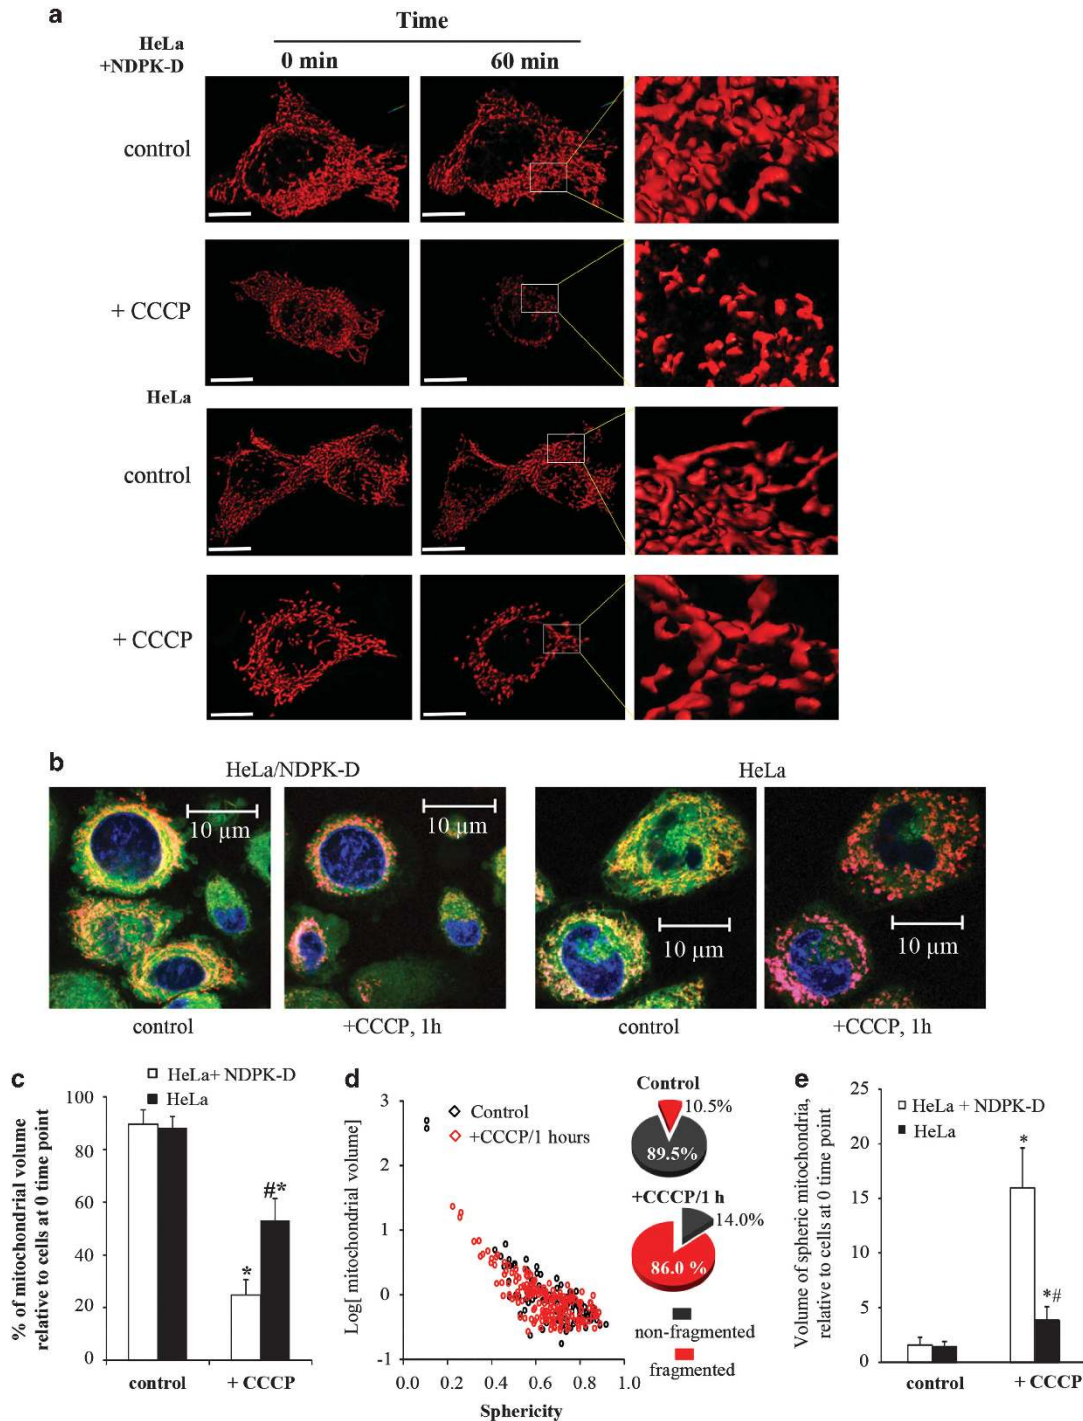 a
Time
HeLa
+NDPK-D
0 min
60 min
control
+ CCCP
HeLa
control
+ CCCP
b
HeLa/NDPK-D
HeLa
10 µm
10 µm
10 µm
10 µm
control
+CCCP, 1h
control
+CCCP, 1h
c
HeLa+ NDPK-D
HeLa
% of mitochondrial volume
relative to cells at 0 time point
100
80
60
40
20
0
*
#*
control
+ CCCP
d
Control
+CCCP/1 hours
Log[ mitochondrial volume]
3
2
1
0
-1
0.0
0.2
0.4
0.6
0.8
1.0
Sphericity
Control
10.5%
89.5%
+CCCP/1 h
14.0%
86.0 %
non-fragmented
fragmented
e
HeLa + NDPK-D
HeLa
Volume of spheric mitochondria,
relative to cells at 0 time point
25
20
15
10
5
0
*
*#
control
+ CCCP